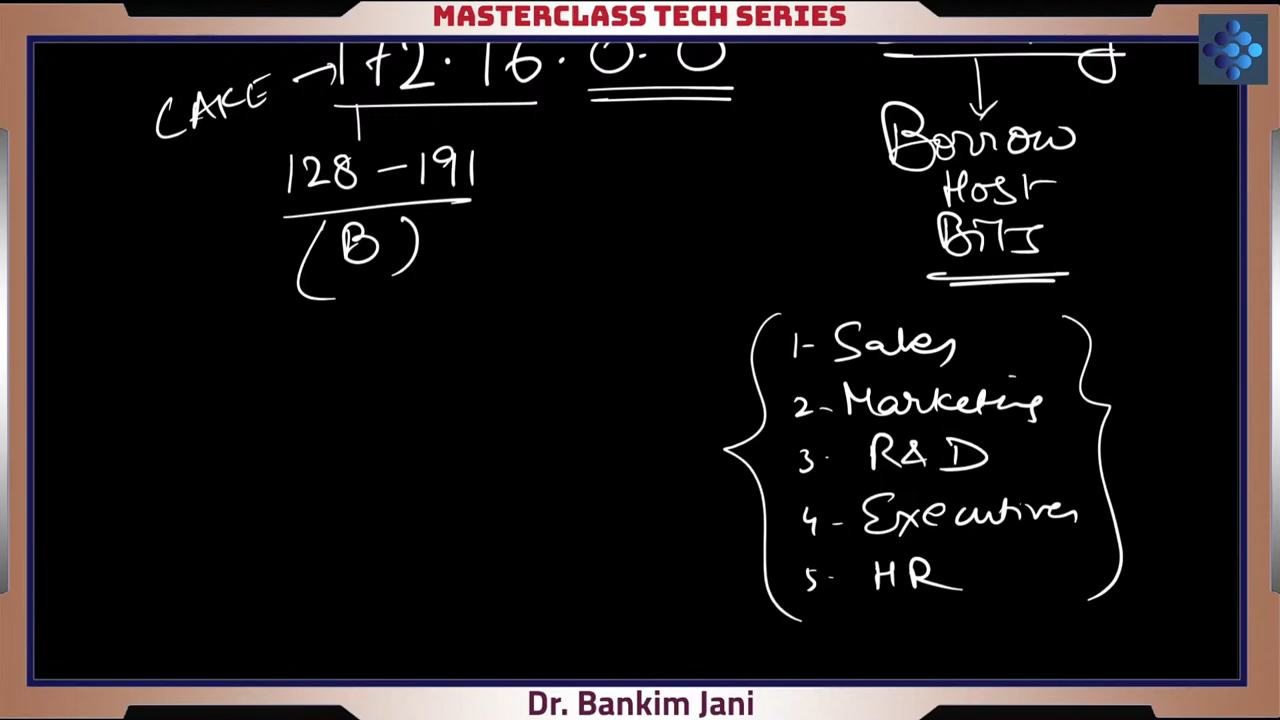 MASTERCLASS TECH SERIES
CAKE → 172.16.0.0
128 - 191
(B)
Borrow
HOST
BITS
1- Sales
2- Marketing
3. R&D
4- Executives
5. HR
Dr. Bankim Jani